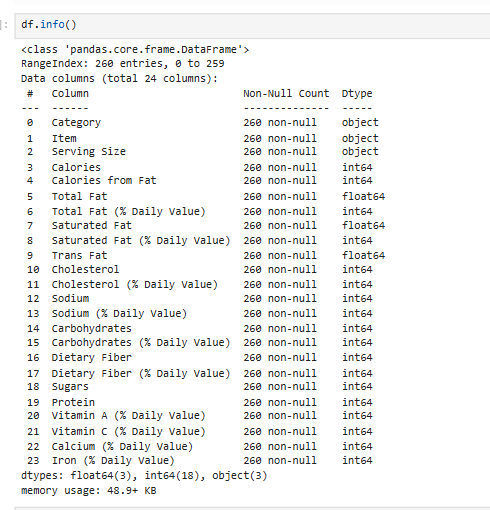 ]:
df.info()
<class 'pandas.core.frame.DataFrame'>
RangeIndex: 260 entries, 0 to 259
Data columns (total 24 columns):
#   Column   Non-Null Count   Dtype
---   ------   --------------   -----
0   Category   260 non-null   object
1   Item   260 non-null   object
2   Serving Size   260 non-null   object
3   Calories   260 non-null   int64
4   Calories from Fat   260 non-null   int64
5   Total Fat   260 non-null   float64
6   Total Fat (% Daily Value)   260 non-null   int64
7   Saturated Fat   260 non-null   float64
8   Saturated Fat (% Daily Value)   260 non-null   int64
9   Trans Fat   260 non-null   float64
10   Cholesterol   260 non-null   int64
11   Cholesterol (% Daily Value)   260 non-null   int64
12   Sodium   260 non-null   int64
13   Sodium (% Daily Value)   260 non-null   int64
14   Carbohydrates   260 non-null   int64
15   Carbohydrates (% Daily Value)   260 non-null   int64
16   Dietary Fiber   260 non-null   int64
17   Dietary Fiber (% Daily Value)   260 non-null   int64
18   Sugars   260 non-null   int64
19   Protein   260 non-null   int64
20   Vitamin A (% Daily Value)   260 non-null   int64
21   Vitamin C (% Daily Value)   260 non-null   int64
22   Calcium (% Daily Value)   260 non-null   int64
23   Iron (% Daily Value)   260 non-null   int64
dtypes: float64(3), int64(18), object(3)
memory usage: 48.9+ KB